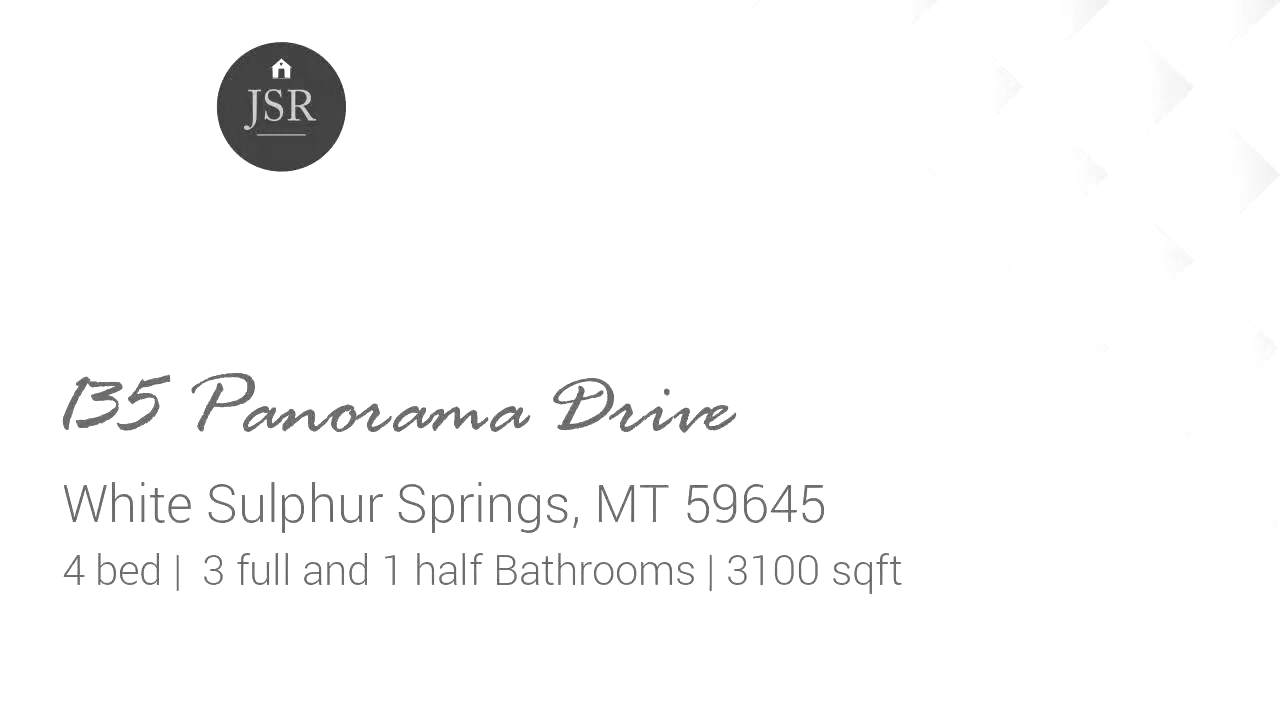 JSR
135 Panorama Drive
White Sulphur Springs, MT 59645
4 bed | 3 full and 1 half Bathrooms | 3100 sqft